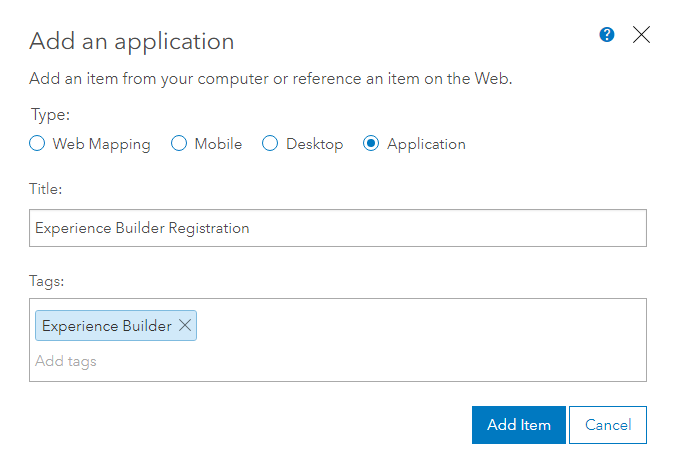 Add an application
?
Add an item from your computer or reference an item on the Web.
Type:
Web Mapping Mobile Desktop Application
Title:
Experience Builder Registration
Tags:
Experience Builder
Add tags
Add Item Cancel